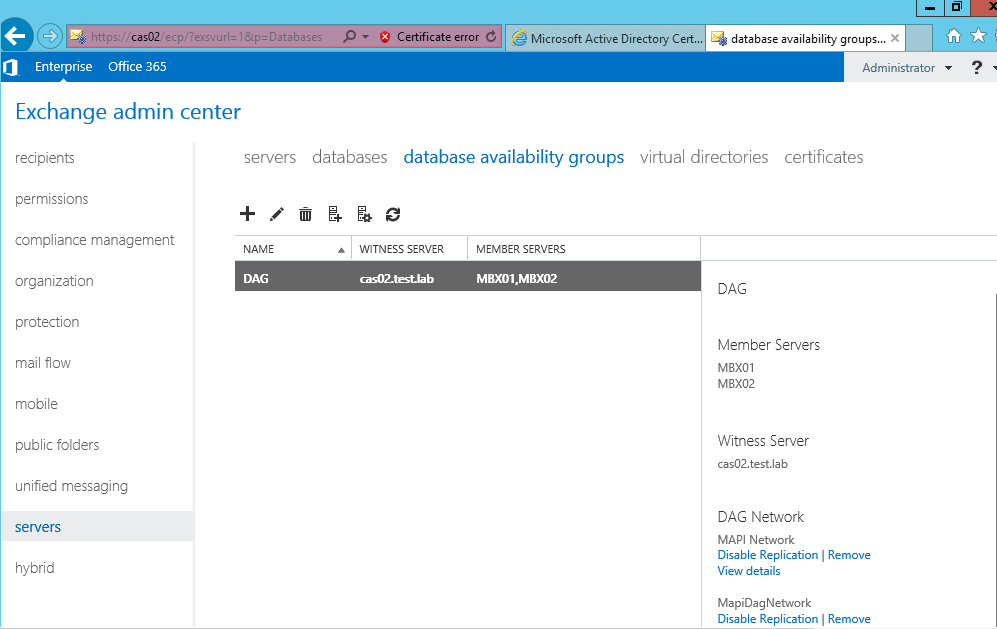 https://cas02/ecp/?exsvurl=1&p=Databases
Certificate error
Microsoft Active Directory Cert...
database availability groups...
Enterprise
Office 365
Administrator
?
Exchange admin center
recipients
permissions
compliance management
organization
protection
mail flow
mobile
public folders
unified messaging
servers
hybrid
servers databases database availability groups virtual directories certificates
NAME WITNESS SERVER MEMBER SERVERS
DAG cas02.test.lab MBX01,MBX02
DAG
Member Servers
MBX01
MBX02
Witness Server
cas02.test.lab
DAG Network
MAPI Network
Disable Replication | Remove
View details
MapiDagNetwork
Disable Replication | Remove